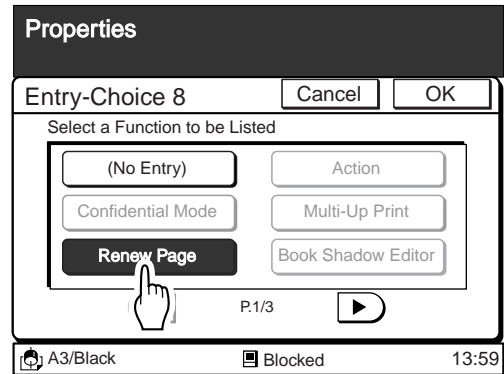 Properties
Entry-Choice 8 Cancel OK
Select a Function to be Listed
(No Entry) Action
Confidential Mode Multi-Up Print
Renew Page Book Shadow Editor
P.1/3
A3/Black Blocked 13:59